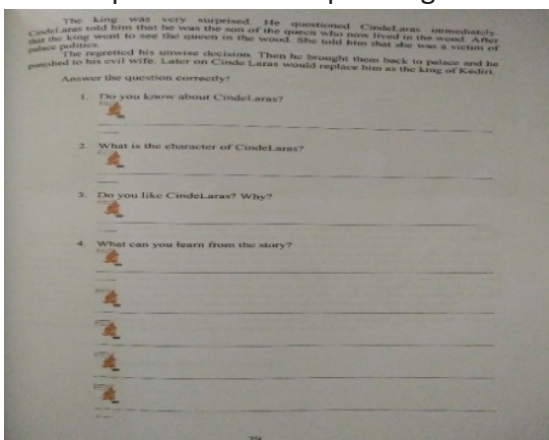 The king was very surprised. He questioned CindeLaras immediately.
CindeLaras told him that he was the son of the queen who now lived in the wood. After
that the king went to see the queen in the wood. She told him that she was a victim of
palace politics.
The regretted his unwise decision. Then he brought them back to palace and he
punished to his evil wife. Later on Cinde Laras would replace him as the king of Kediri.
Answer the question correctly!
1. Do you know about CindeLaras?
2. What is the character of CindeLaras?
3. Do you like CindeLaras? Why?
4. What can you learn from the story?